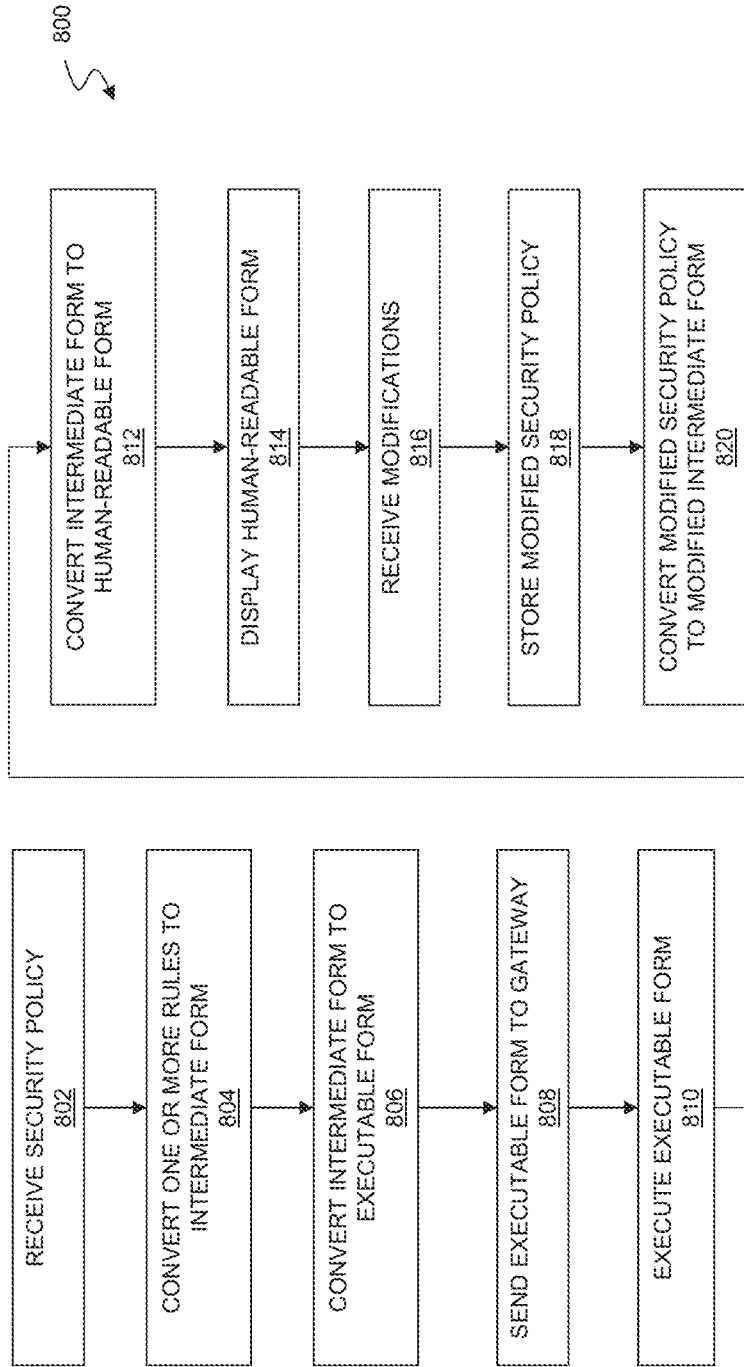 800
RECEIVE SECURITY POLICY
802
CONVERT ONE OR MORE RULES TO
INTERMEDIATE FORM
804
CONVERT INTERMEDIATE FORM TO
EXECUTABLE FORM
806
SEND EXECUTABLE FORM TO GATEWAY
808
EXECUTE EXECUTABLE FORM
810
CONVERT INTERMEDIATE FORM TO
HUMAN-READABLE FORM
812
DISPLAY HUMAN-READABLE FORM
814
RECEIVE MODIFICATIONS
816
STORE MODIFIED SECURITY POLICY
818
CONVERT MODIFIED SECURITY POLICY
TO MODIFIED INTERMEDIATE FORM
820